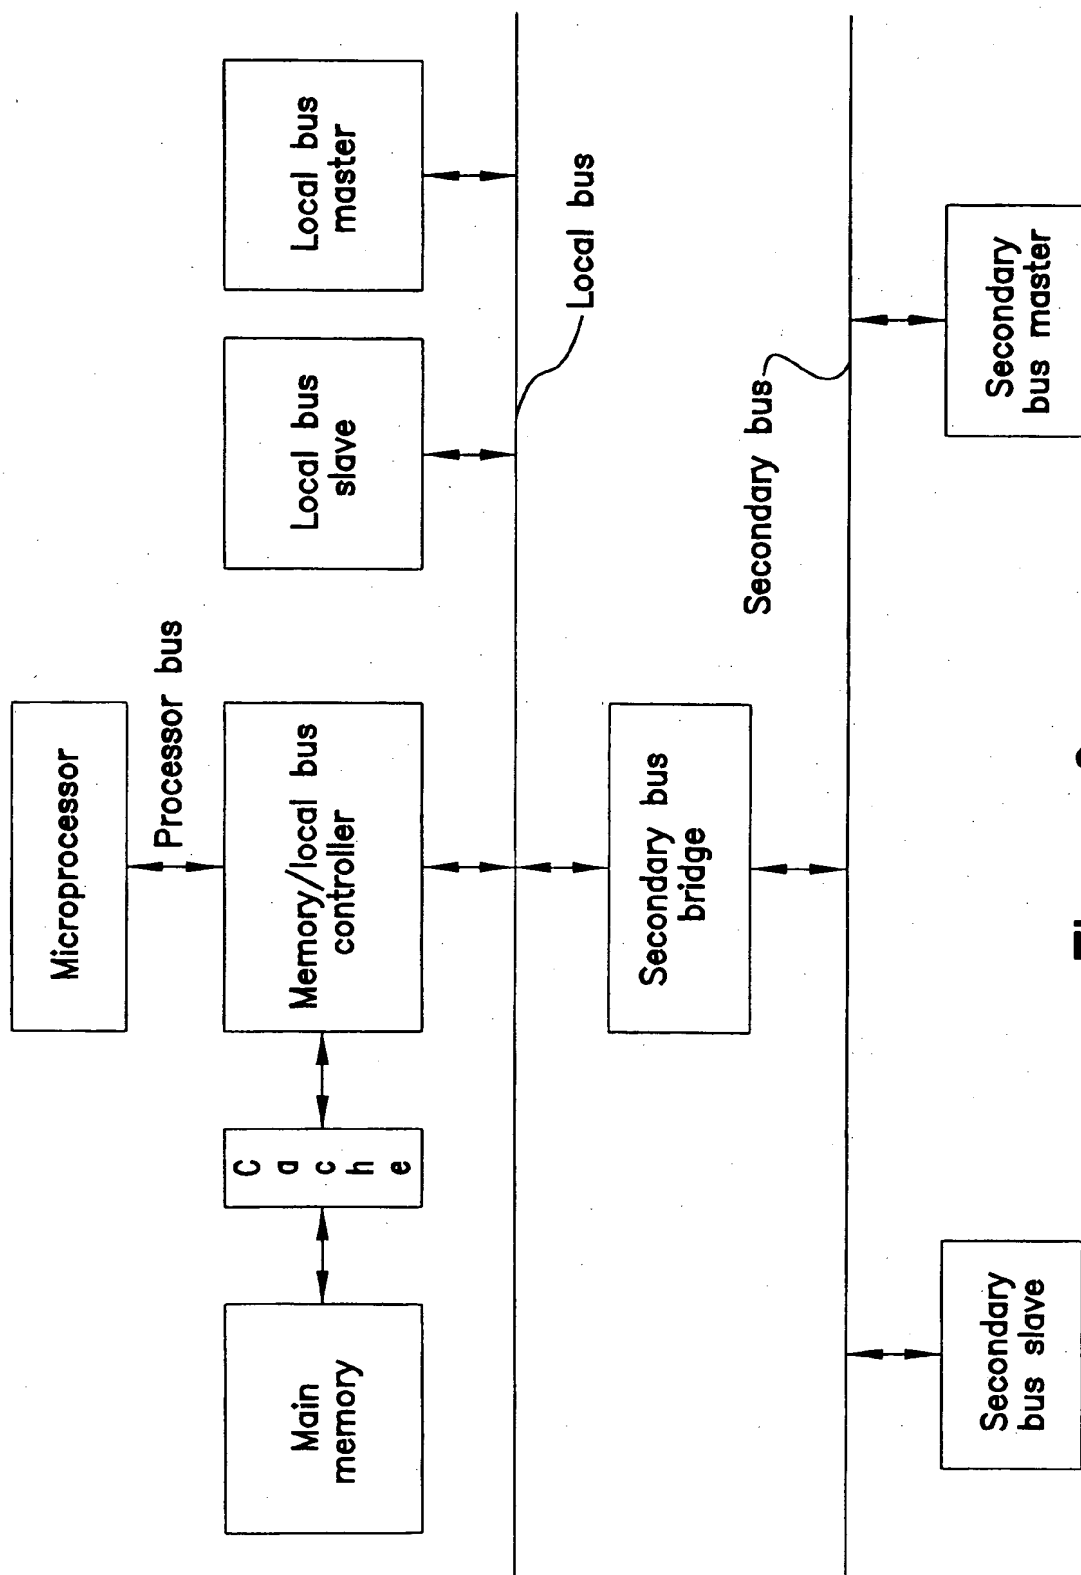 Microprocessor
Processor bus
Main
memory
Cache
Memory/local bus
controller
Local bus
slave
Local bus
master
Local bus
Secondary bus
bridge
Secondary bus
Secondary
bus slave
Secondary
bus master